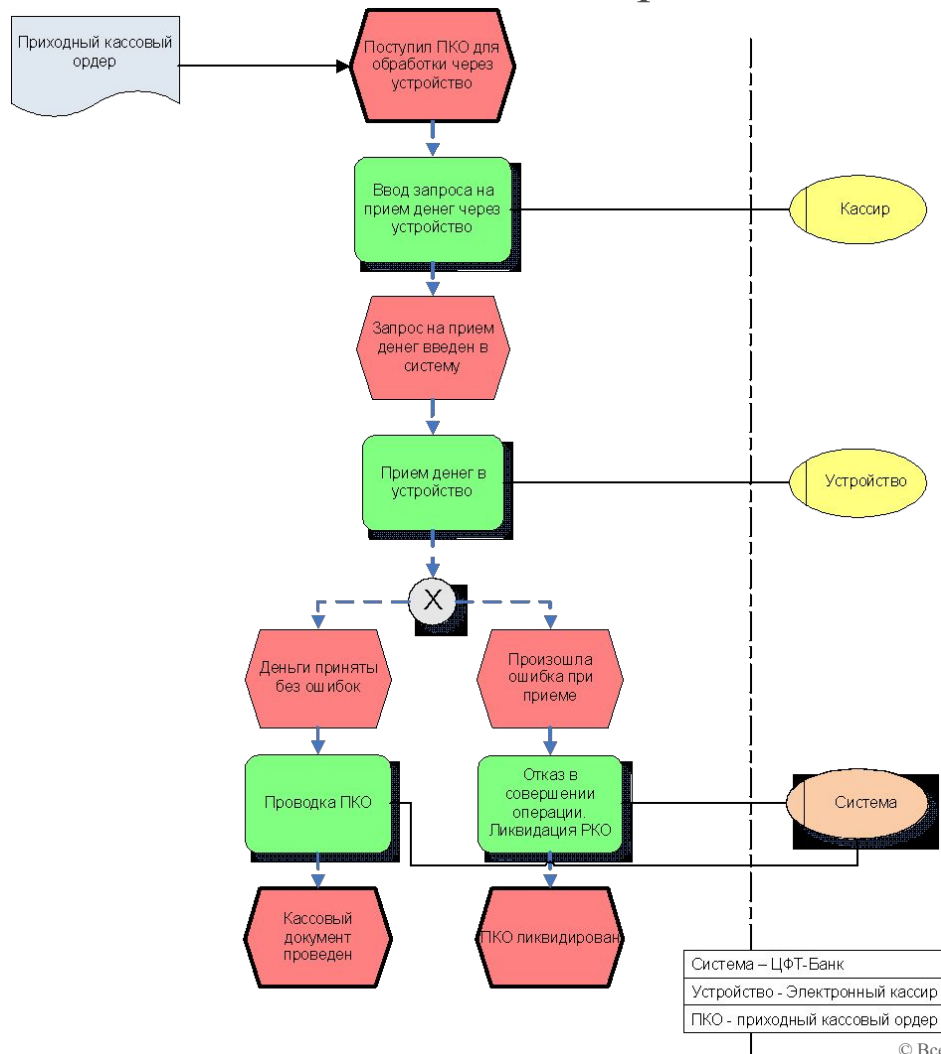 Приходный кассовый
ордер
Поступил ПКО для
обработки через
устройство
Ввод запроса на
прием денег через
устройство
Кассир
Запрос на прием
денег введен в
систему
Прием денег в
устройство
Устройство
X
Деньги приняты
без ошибок
Произошла
ошибка при
приеме
Проводка ПКО
Отказ в
совершении
операции.
Ликвидация РКО
Система
Кассовый
документ
проведен
ПКО ликвидирован
Система – ЦФТ-Банк
Устройство - Электронный кассир
ПКО - приходный кассовый ордер
© Все